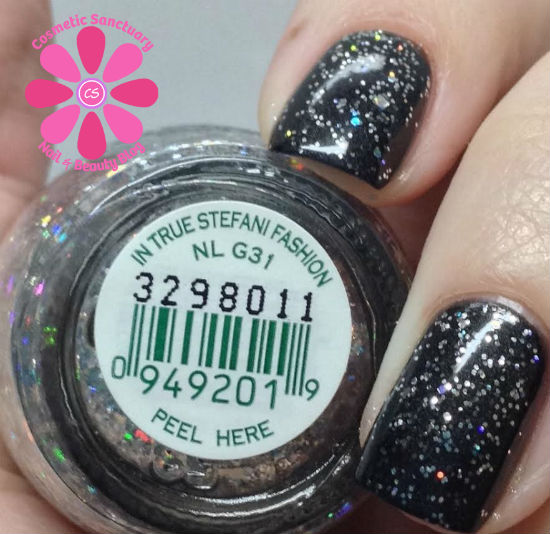 Cosmetic Sanctuary
CS
Nail & Beauty Blog
IN TRUE STEFANI FASHION
NL G31
3298011
0 949201 9
PEEL HERE